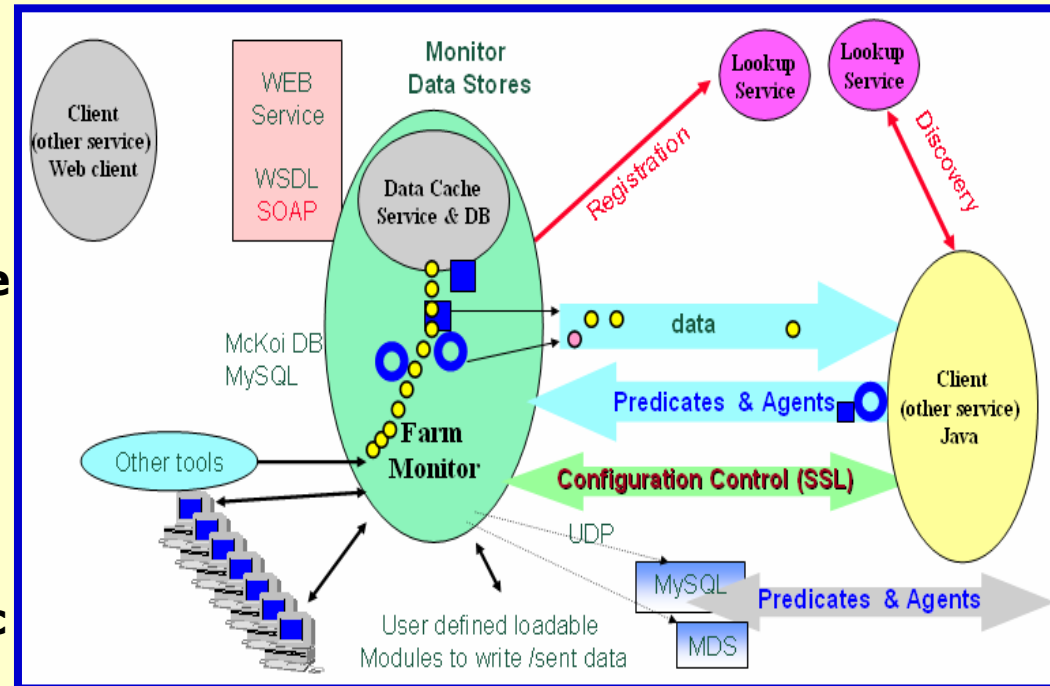 Client
(other service)
Web client
WEB
Service
WSDL
SOAP
Monitor
Data Stores
Data Cache
Service & DB
Lookup
Service
Lookup
Service
Registration
Discovery
e
McKoi DB
MySQL
data
Predicates & Agents
Client
(other service)
Java
Farm
Monitor
Other tools
Configuration Control (SSL)
UDP
MySQL
Predicates & Agents
MDS
c
User defined loadable
Modules to write /sent data